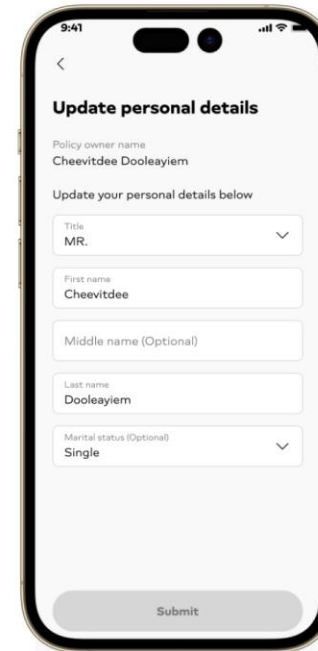 9:41
Update personal details
Policy owner name
Cheevitdee Dooleayiem
Update your personal details below
Title
MR.
First name
Cheevitdee
Middle name (Optional)
Last name
Dooleayiem
Marital status (Optional)
Single
Submit